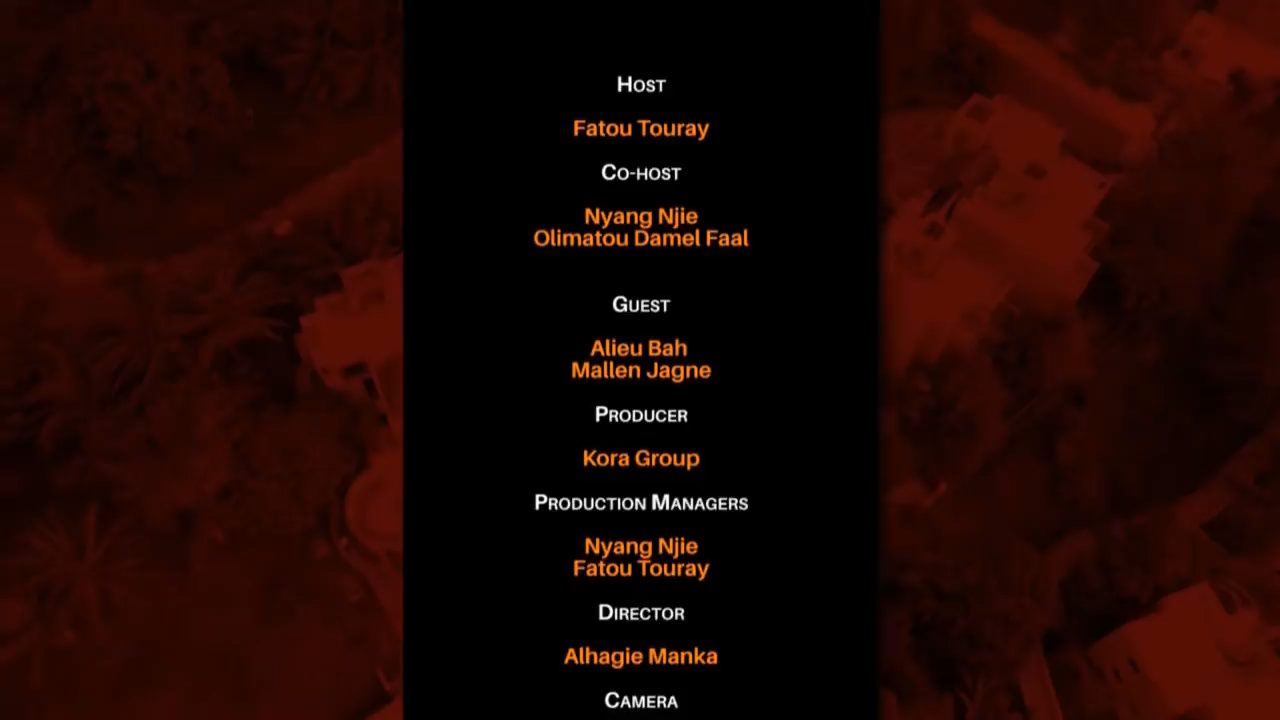 Host
Fatou Touray
Co-host
Nyang Njie
Olimatou Damel Faal
Guest
Alieu Bah
Mallen Jagne
Producer
Kora Group
Production Managers
Nyang Njie
Fatou Touray
Director
Alhagie Manka
Camera